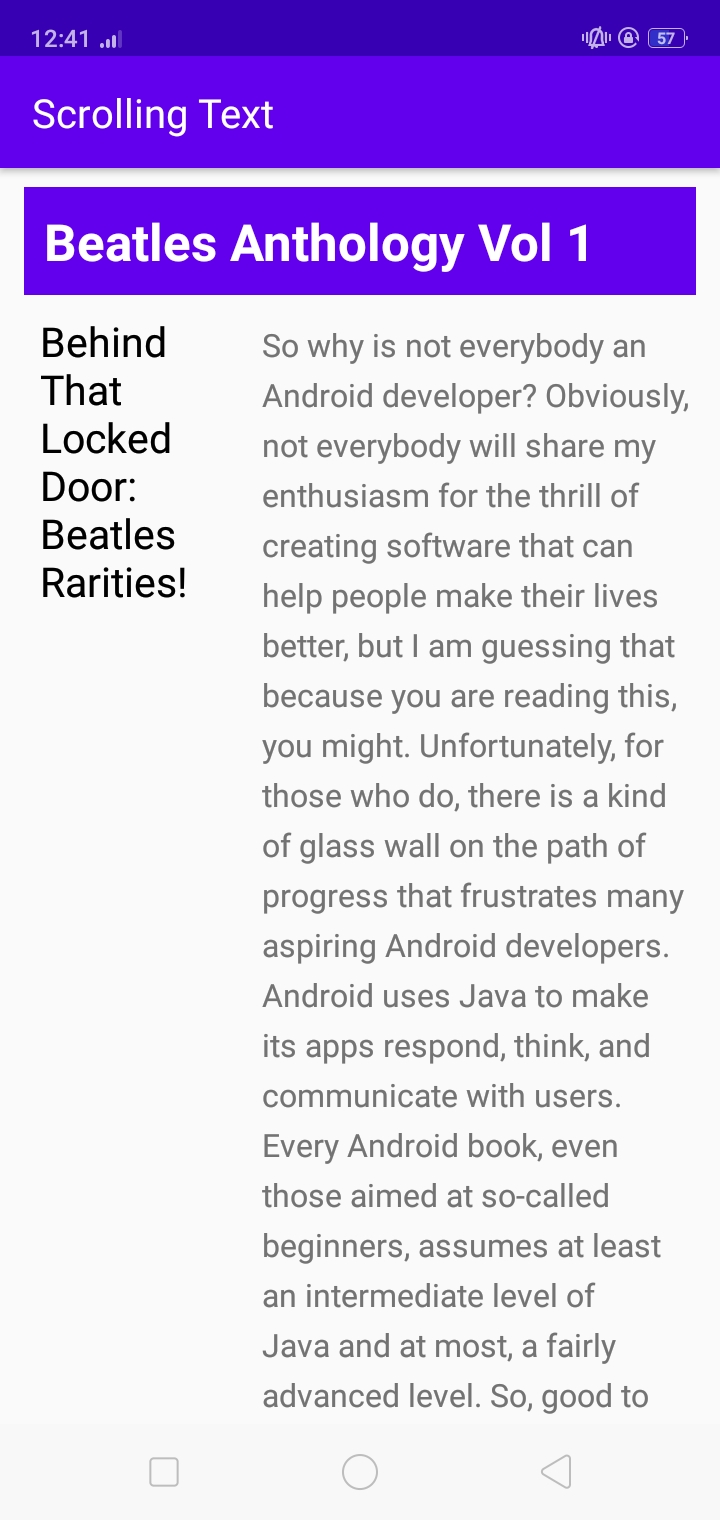 12:41
57
Scrolling Text
Beatles Anthology Vol 1
Behind
That
Locked
Door:
Beatles
Rarities!
So why is not everybody an
Android developer? Obviously,
not everybody will share my
enthusiasm for the thrill of
creating software that can
help people make their lives
better, but I am guessing that
because you are reading this,
you might. Unfortunately, for
those who do, there is a kind
of glass wall on the path of
progress that frustrates many
aspiring Android developers.
Android uses Java to make
its apps respond, think, and
communicate with users.
Every Android book, even
those aimed at so-called
beginners, assumes at least
an intermediate level of
Java and at most, a fairly
advanced level. So, good to